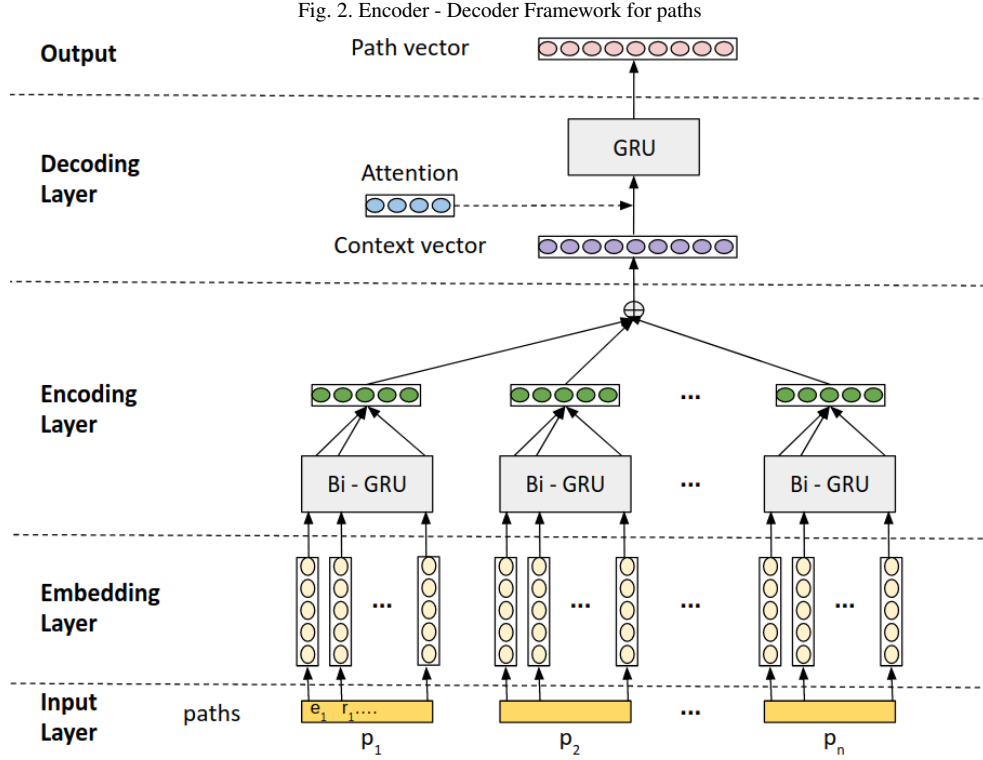 Fig. 2. Encoder - Decoder Framework for paths
Output
Path vector
Decoding
Layer
GRU
Attention
Context vector
Encoding
Layer
...
Bi - GRU
Bi - GRU
...
Bi - GRU
Embedding
Layer
...
...
...
...
Input
Layer
paths
e1 r1....
...
p1
p2
pn